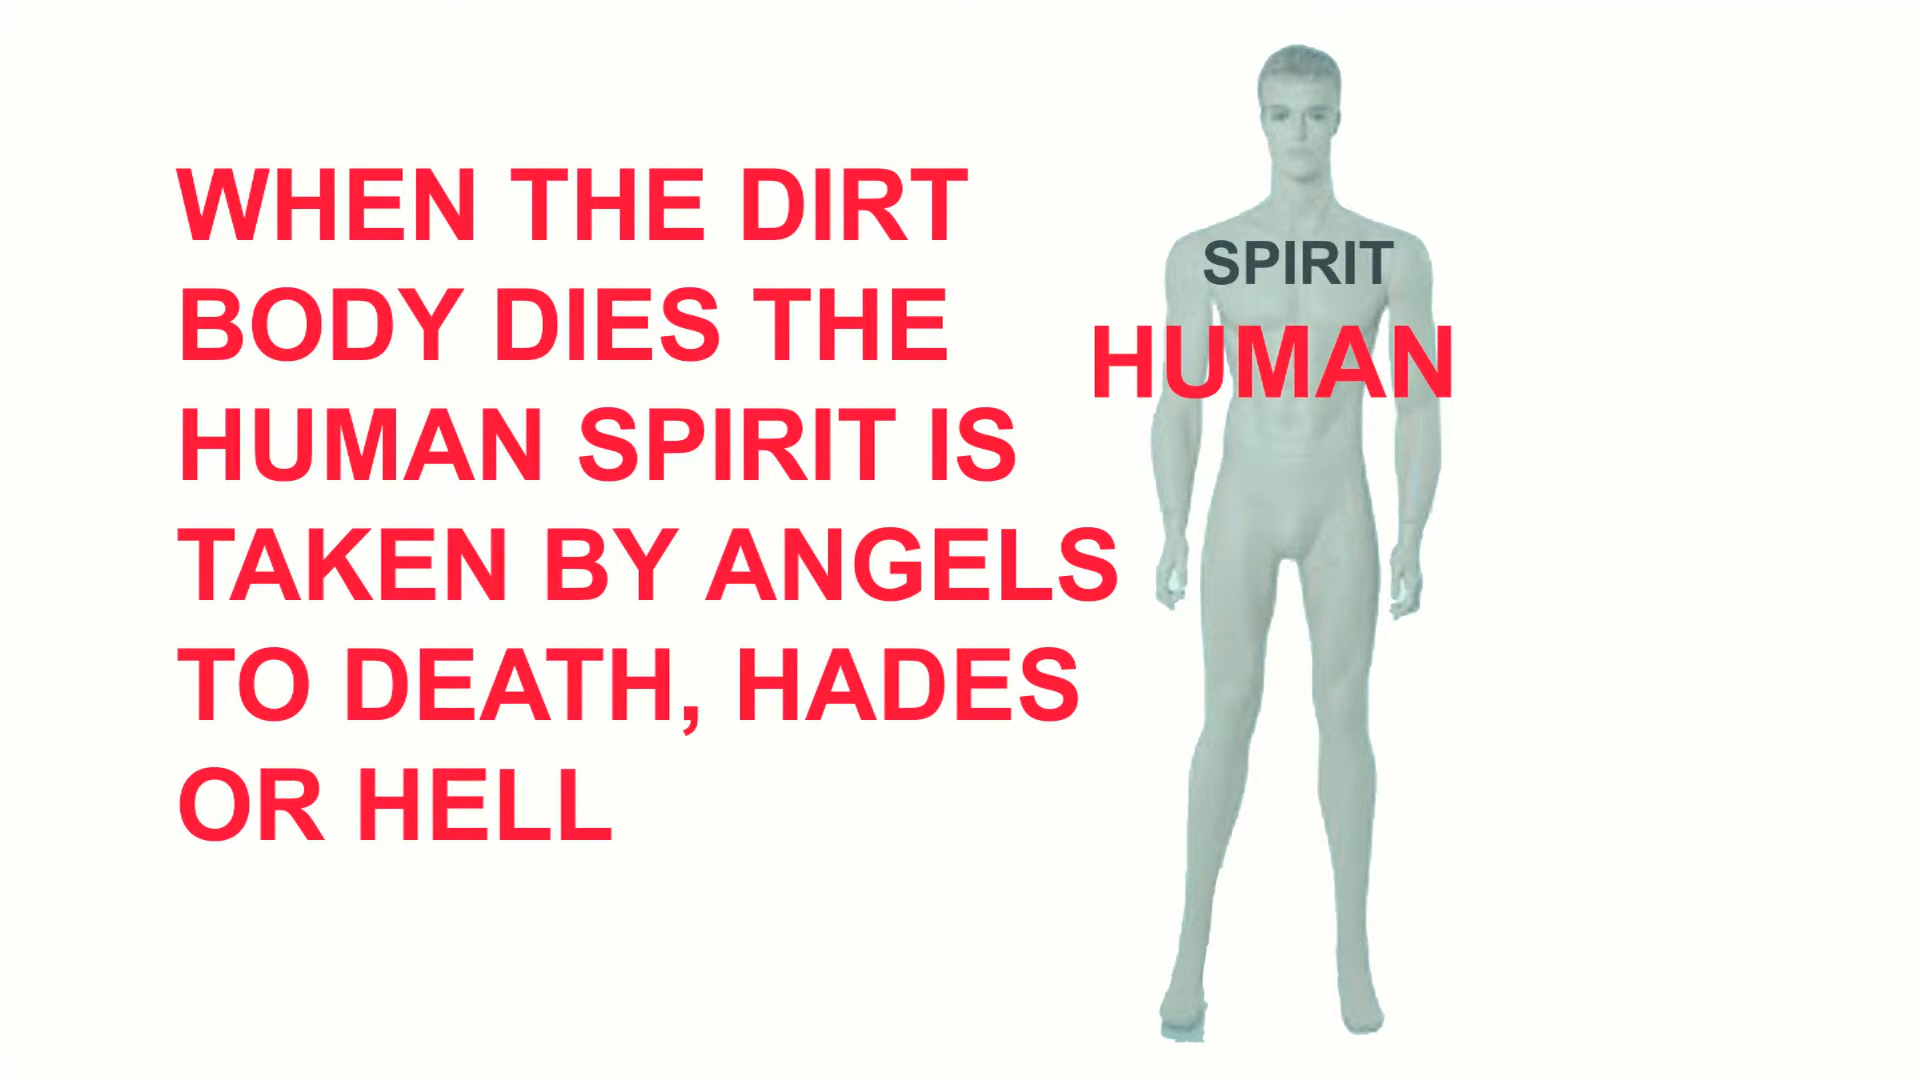 WHEN THE DIRT
BODY DIES THE
HUMAN SPIRIT IS
TAKEN BY ANGELS
TO DEATH, HADES
OR HELL
SPIRIT
HUMAN